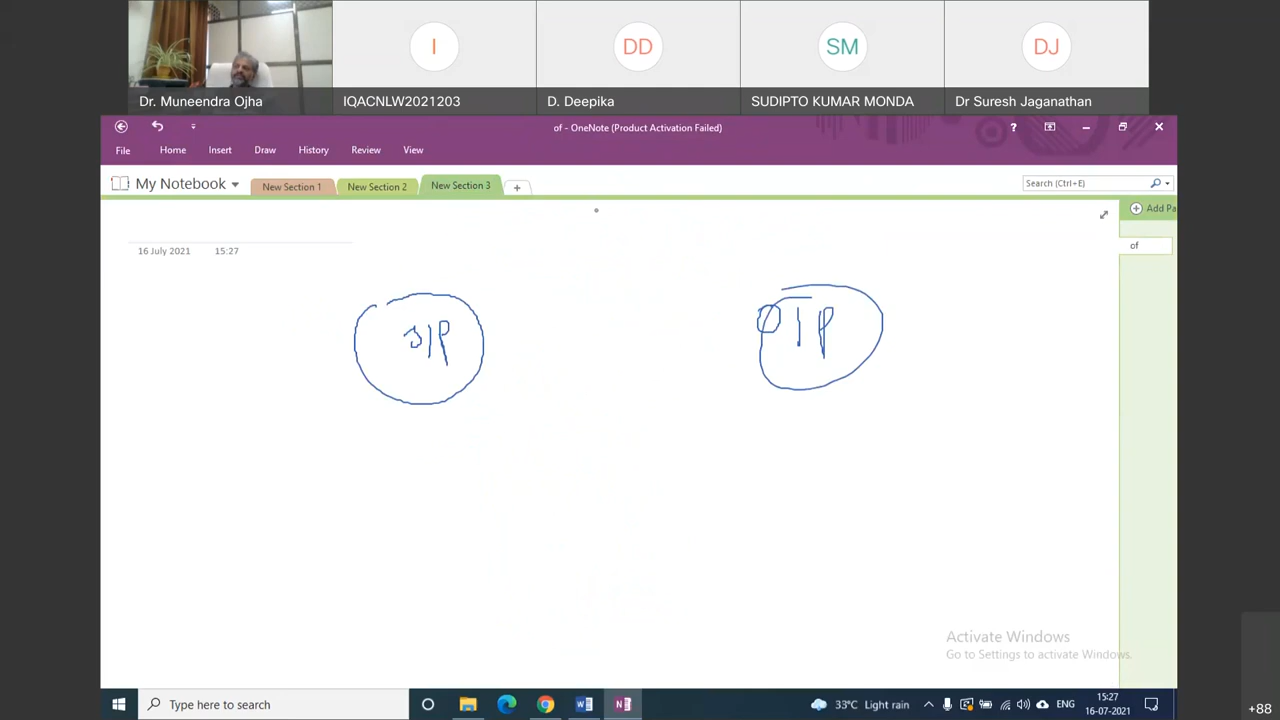 I DD SM DJ
Dr. Muneendra Ojha IQACNLW2021203 D. Deepika SUDIPTO KUMAR MONDA Dr Suresh Jaganathan
of - OneNote (Product Activation Failed) ?
File Home Insert Draw History Review View
My Notebook New Section 1 New Section 2 New Section 3 + Search (Ctrl+E)
Add Pa
of
16 July 2021 15:27
Activate Windows
Go to Settings to activate Windows.
Type here to search 33°C Light rain ENG 15:27
16-07-2021
+88